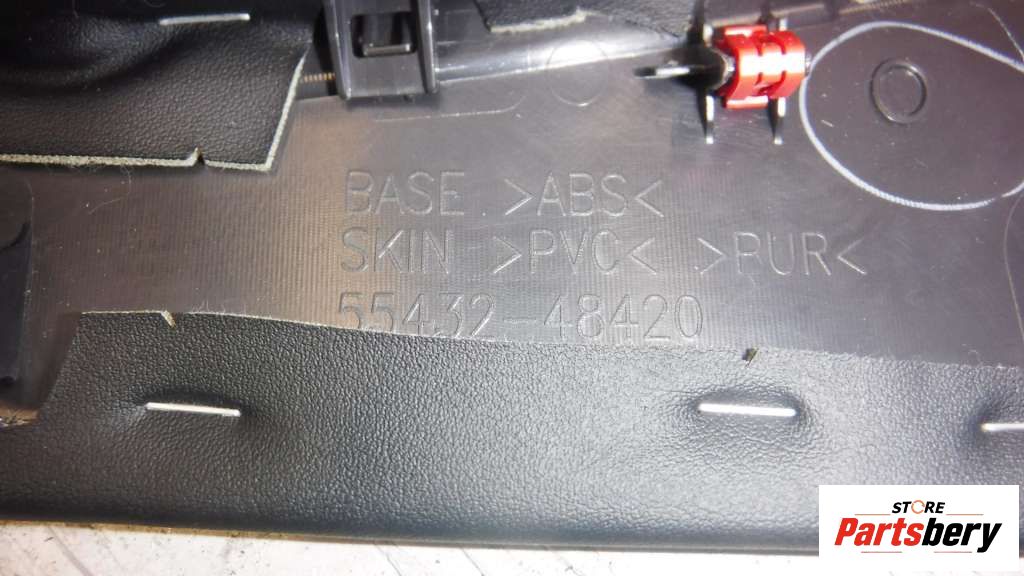 BASE >ABS<
SKIN >PVC< >PUR<
55432-48420
STORE
Partsbery